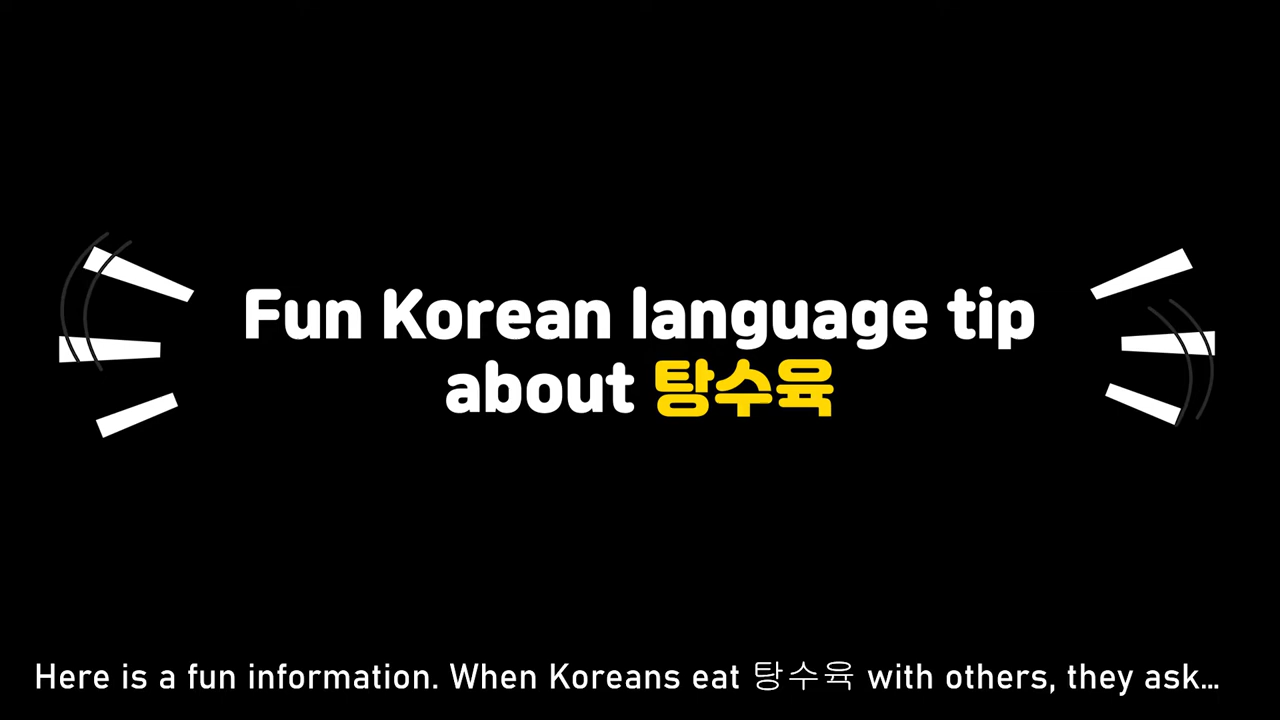 Fun Korean language tip
about 탕수육
Here is a fun information. When Koreans eat 탕수육 with others, they ask...